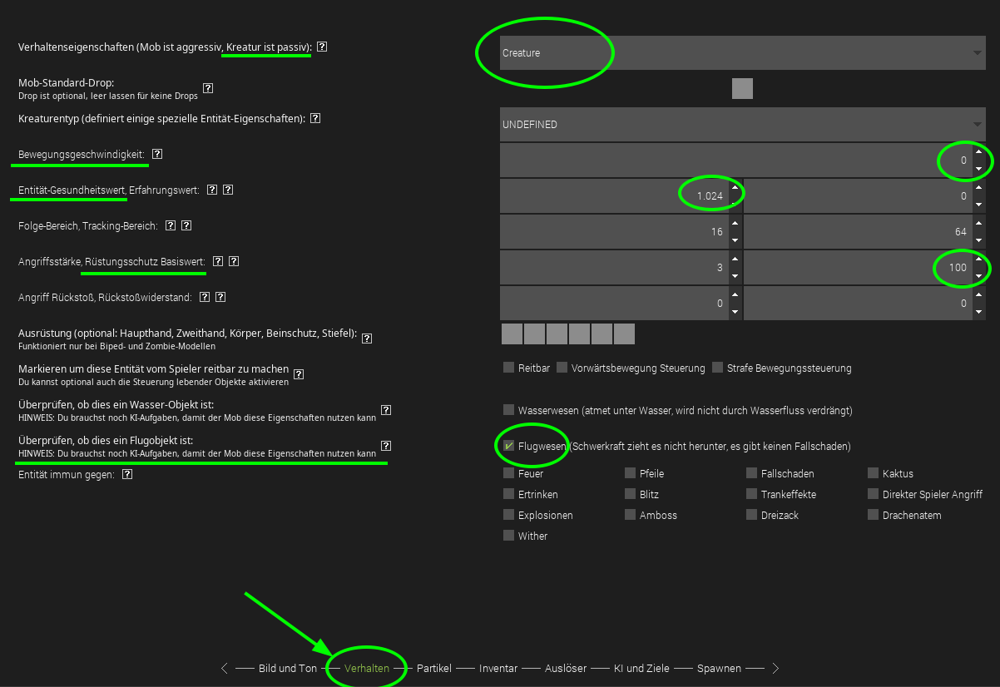 Verhaltenseigenschaften (Mob ist aggressiv, Kreatur ist passiv): ?
Creature
Mob-Standard-Drop:
Drop ist optional, leer lassen für keine Drops ?
Kreaturentyp (definiert einige spezielle Entität-Eigenschaften): ?
UNDEFINED
Bewegungsgeschwindigkeit: ?
0
Entität-Gesundheitswert, Erfahrungswert: ? ?
1.024 0
Folge-Bereich, Tracking-Bereich: ? ?
16 64
Angriffsstärke, Rüstungsschutz Basiswert: ? ?
3 100
Angriff Rückstoß, Rückstoßwiderstand: ? ?
0 0
Ausrüstung (optional: Haupthand, Zweithand, Körper, Beinschutz, Stiefel): ?
Funktioniert nur bei Biped- und Zombie-Modellen
Markieren um diese Entität vom Spieler reitbar zu machen ?
Du kannst optional auch die Steuerung lebender Objekte aktivieren
Reitbar Vorwärtsbewegung Steuerung Strafe Bewegungssteuerung
Überprüfen, ob dies ein Wasser-Objekt ist:
HINWEIS: Du brauchst noch KI-Aufgaben, damit der Mob diese Eigenschaften nutzen kann ?
Wasserwesen (atmet unter Wasser, wird nicht durch Wasserfluss verdrängt)
Überprüfen, ob dies ein Flugobjekt ist:
HINWEIS: Du brauchst noch KI-Aufgaben, damit der Mob diese Eigenschaften nutzen kann ?
Flugwesen (Schwerkraft zieht es nicht herunter, es gibt keinen Fallschaden)
Entität immun gegen: ?
Feuer Pfeile Fallschaden Kaktus
Ertrinken Blitz Trankeffekte Direkter Spieler Angriff
Explosionen Amboss Dreizack Drachenatem
Wither
Bild und Ton Verhalten Partikel Inventar Auslöser KI und Ziele Spawnen